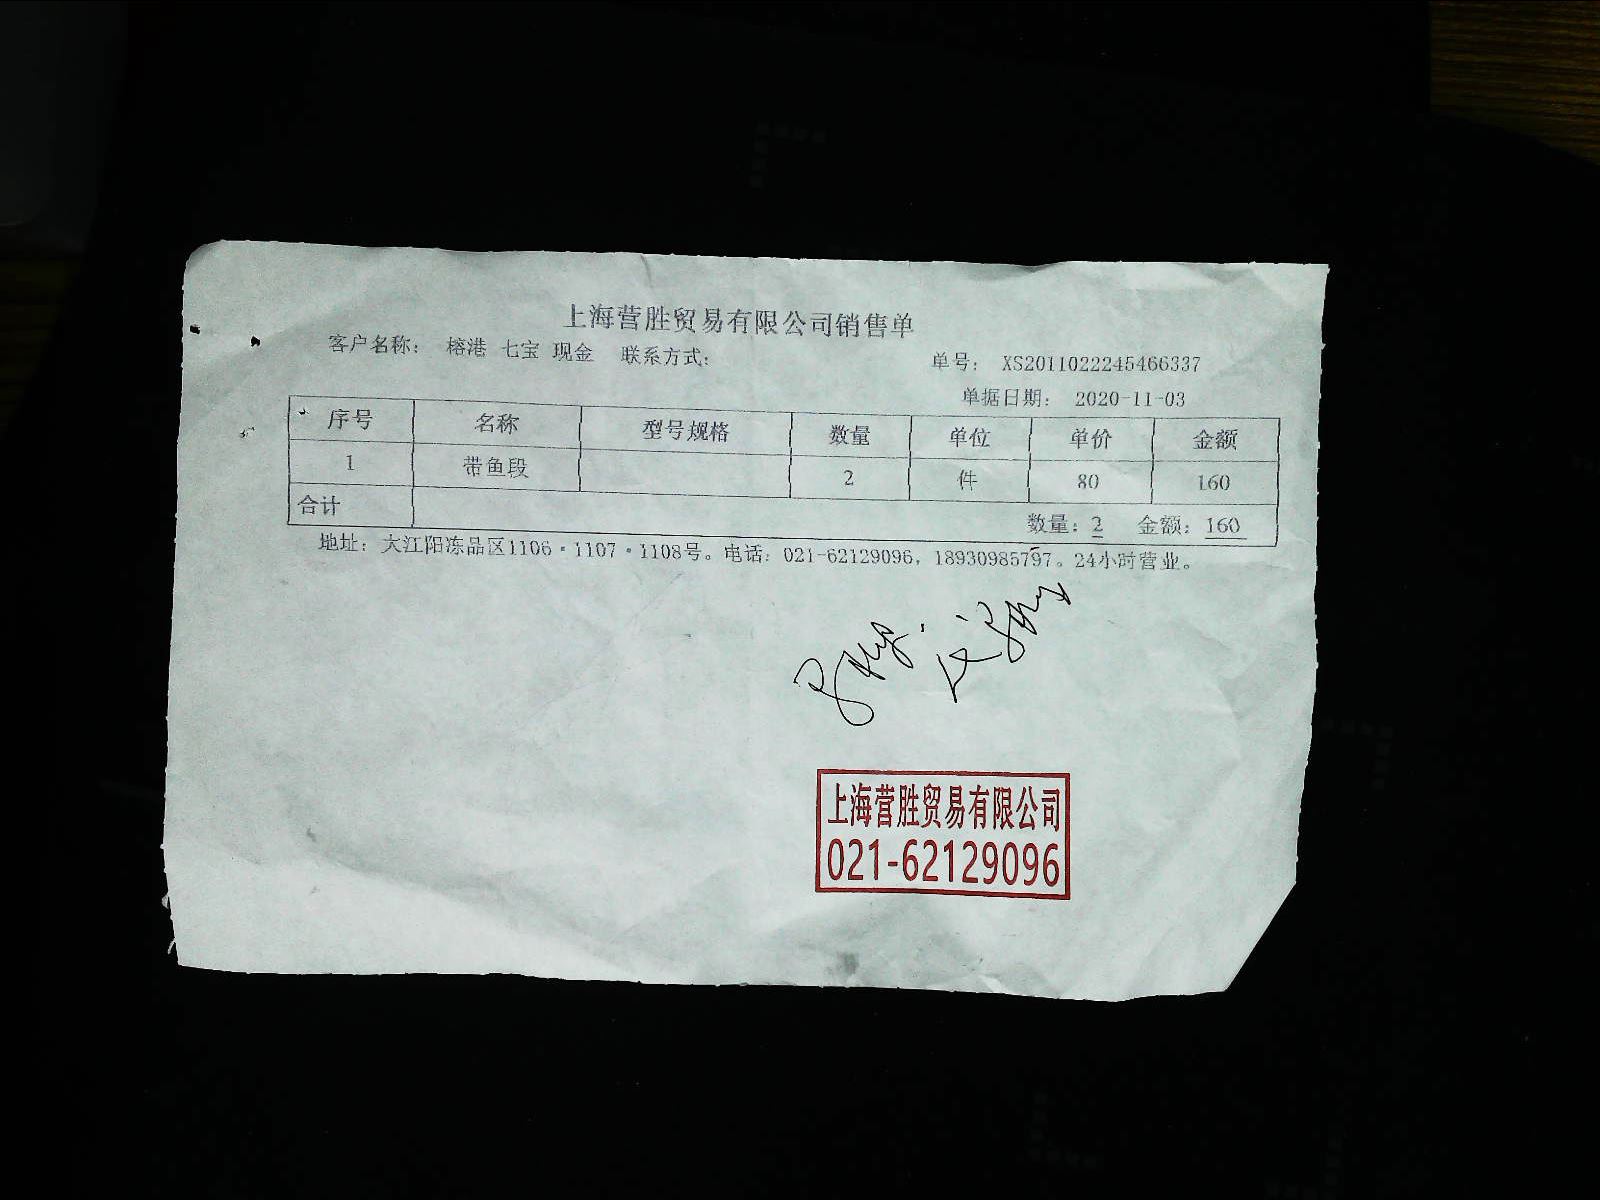 上海营胜贸易有限公司销售单
客户名称： 榕港 七宝 现金 联系方式：
单号： XS2011022245466337
单据日期： 2020-11-03
序号 名称 型号规格 数量 单位 单价 金额
1 带鱼段 2 件 80 160
合计 数量：2 金额：160
地址：大江阳冻品区1106·1107·1108号。电话：021-62129096，18930985797。24小时营业。
上海营胜贸易有限公司
021-62129096